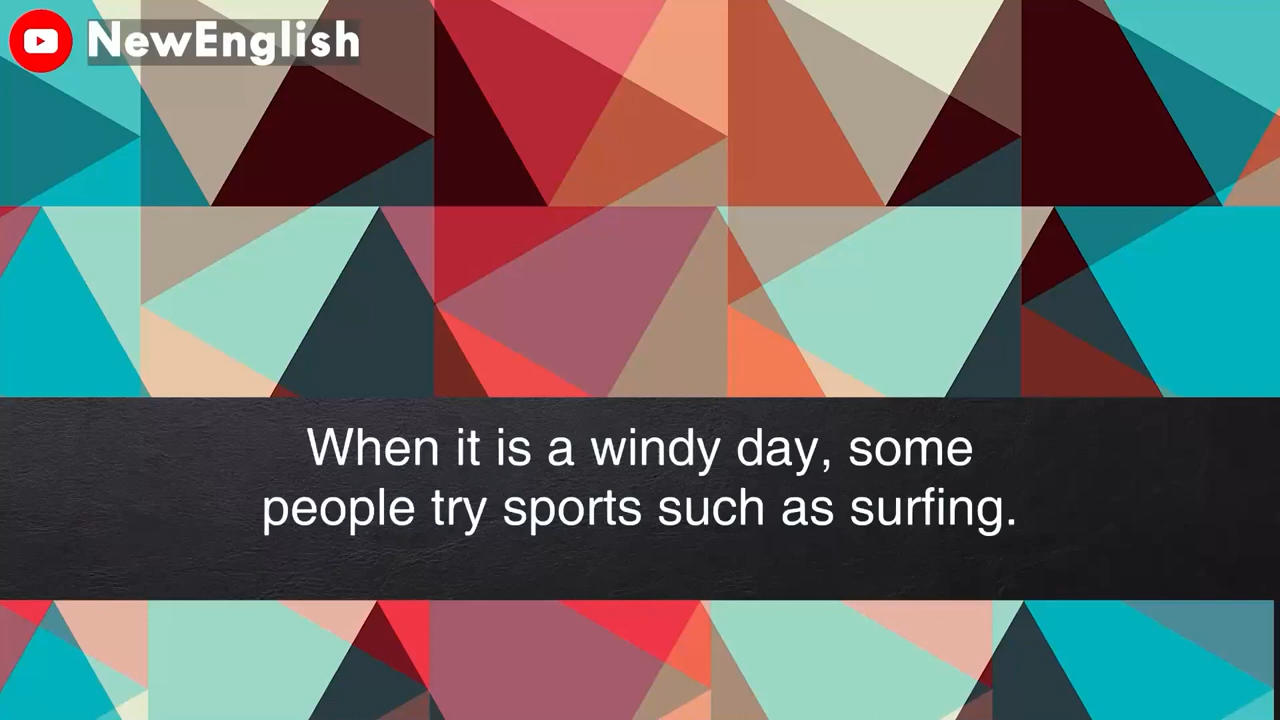 NewEnglish
When it is a windy day, some
people try sports such as surfing.